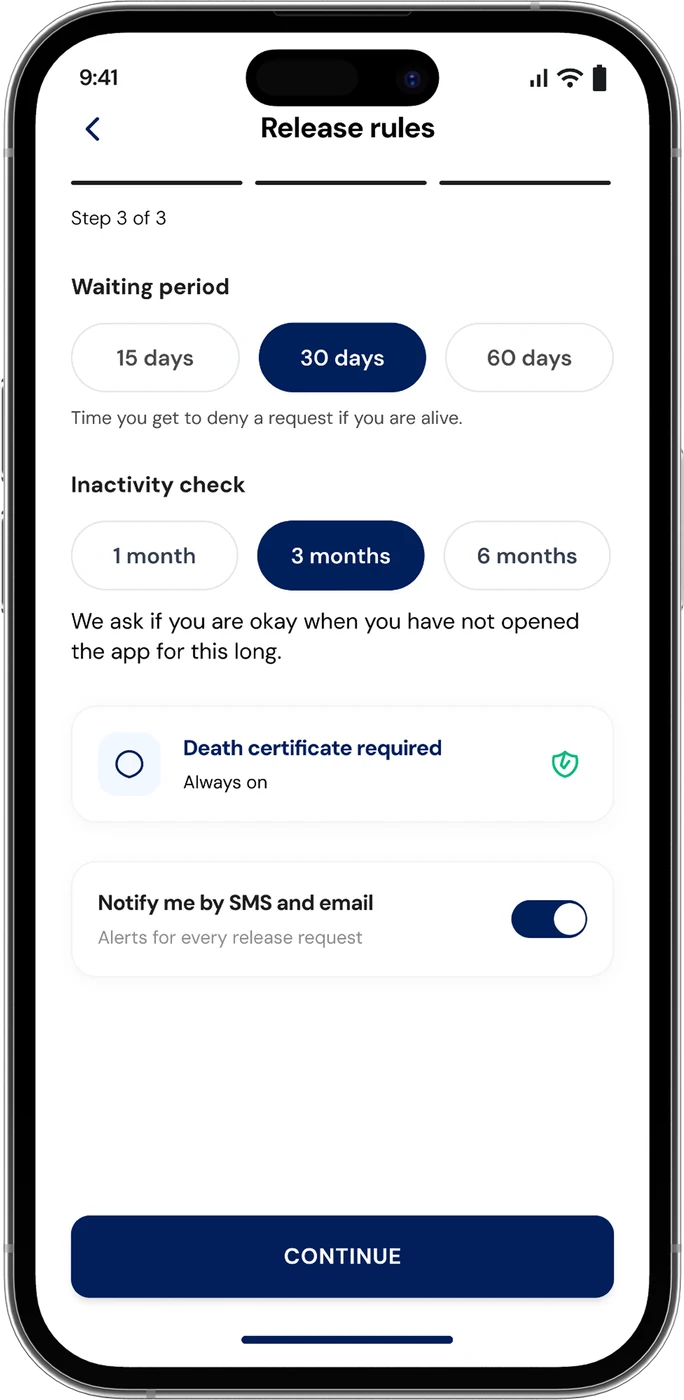 9:41
Release rules
Step 3 of 3
Waiting period
15 days
30 days
60 days
Time you get to deny a request if you are alive.
Inactivity check
1 month
3 months
6 months
We ask if you are okay when you have not opened
the app for this long.
Death certificate required
Always on
Notify me by SMS and email
Alerts for every release request
CONTINUE